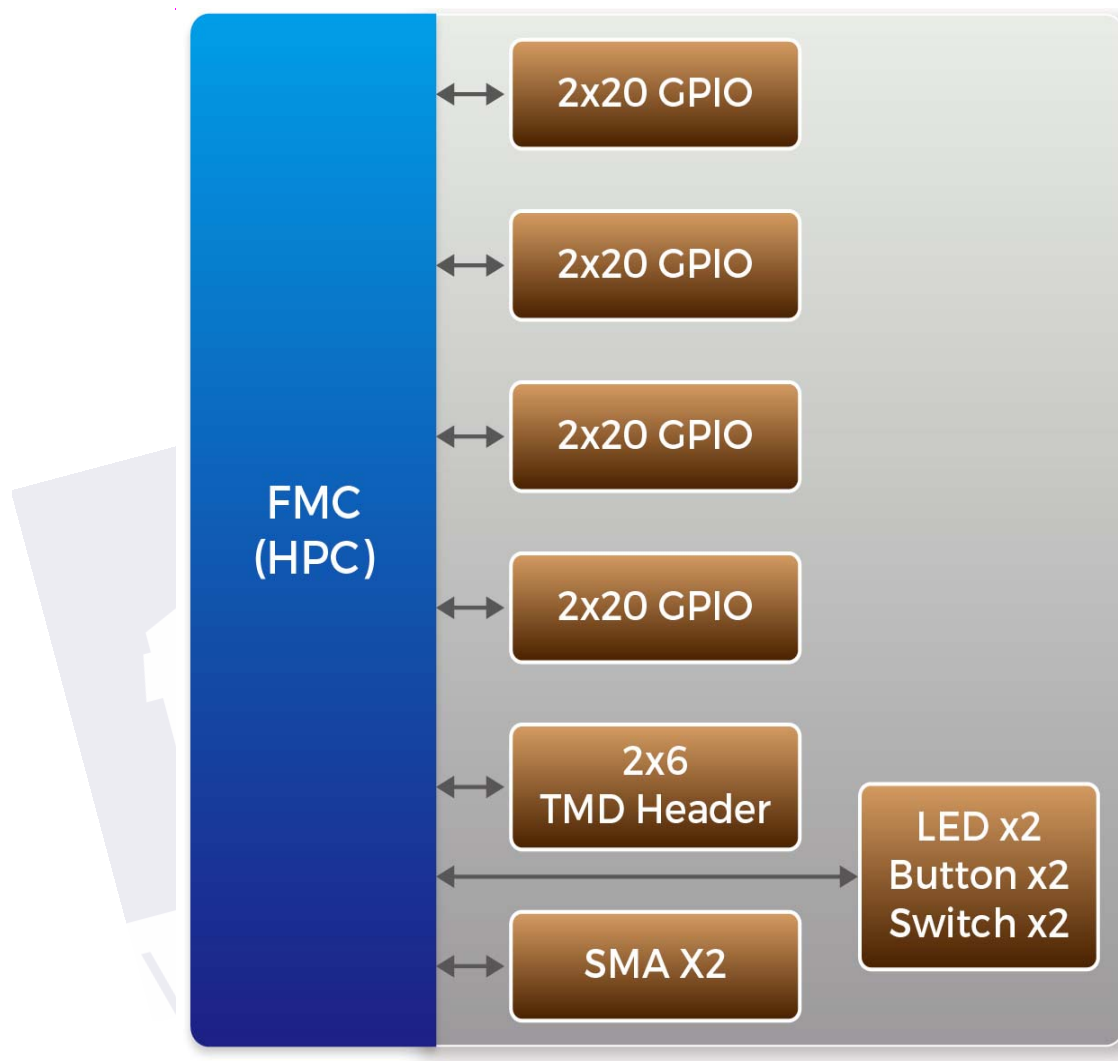 2x20 GPIO
2x20 GPIO
2x20 GPIO
FMC
(HPC)
2x20 GPIO
2x6
TMD Header
LED x2
Button x2
Switch x2
SMA X2